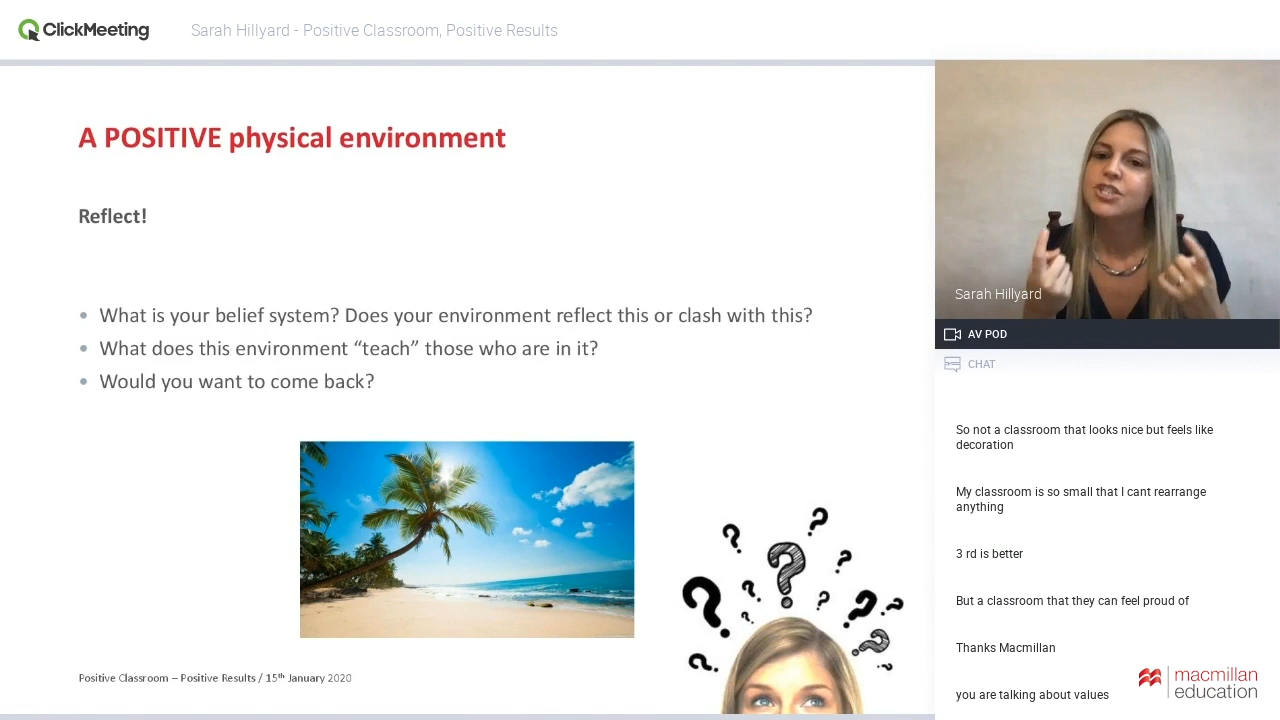 ClickMeeting
Sarah Hillyard - Positive Classroom, Positive Results
A POSITIVE physical environment
Reflect!
• What is your belief system? Does your environment reflect this or clash with this?
• What does this environment “teach” those who are in it?
• Would you want to come back?
? ? ? ? ? ? ? ? ? ? ? ? ?
Positive Classroom – Positive Results / 15th January 2020
Sarah Hillyard
AV POD
CHAT
So not a classroom that looks nice but feels like
decoration
My classroom is so small that I cant rearrange
anything
3 rd is better
But a classroom that they can feel proud of
Thanks Macmillan
you are talking about values
macmillan
education